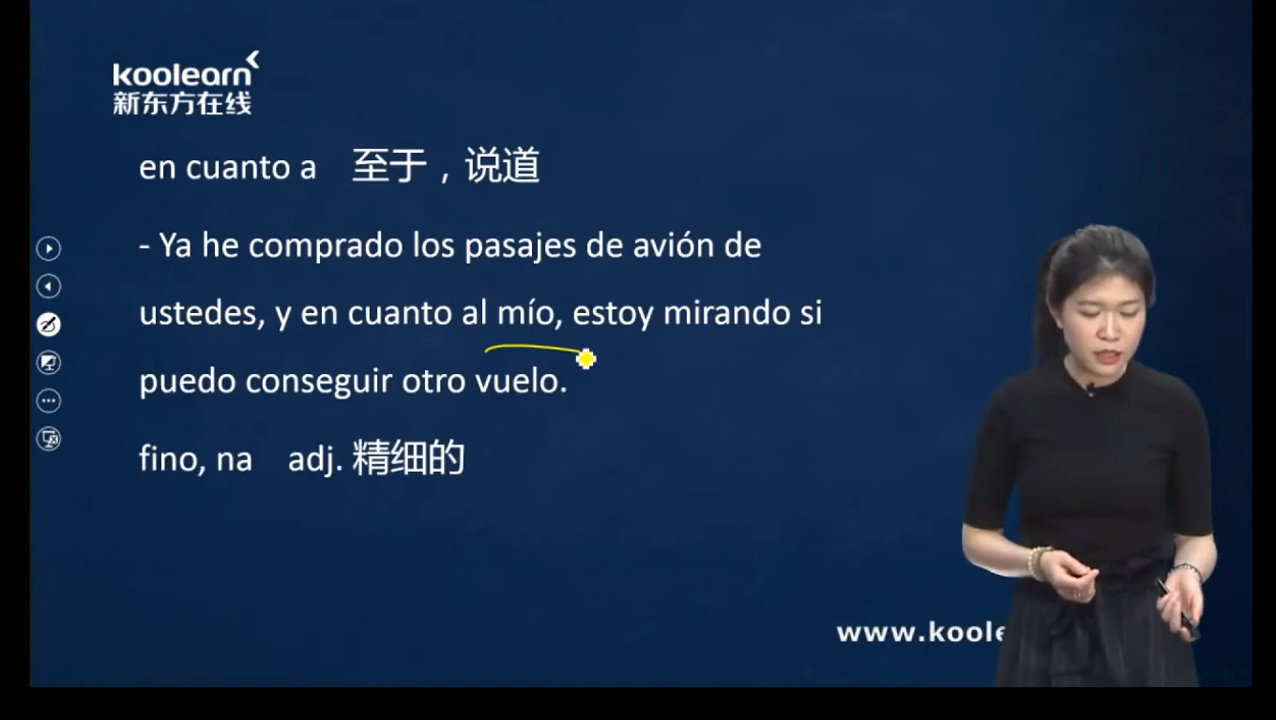 koolearn
新东方在线
en cuanto a 至于，说道
- Ya he comprado los pasajes de avión de
ustedes, y en cuanto al mío, estoy mirando si
puedo conseguir otro vuelo.
fino, na adj. 精细的
www.koole